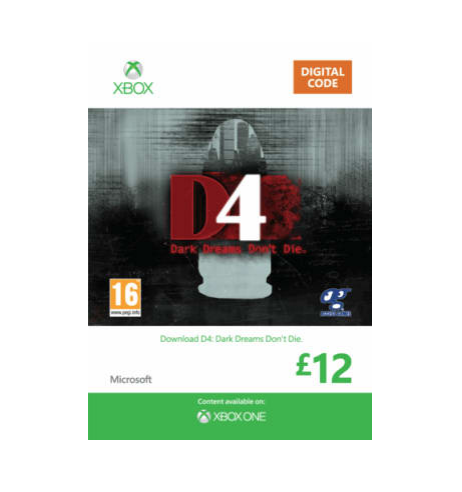 XBOX
DIGITAL
CODE
D4
Dark Dreams Don't Die.
16
www.pegi.info
Download D4: Dark Dreams Don't Die.
£12
Microsoft
Content available on:
XBOX ONE